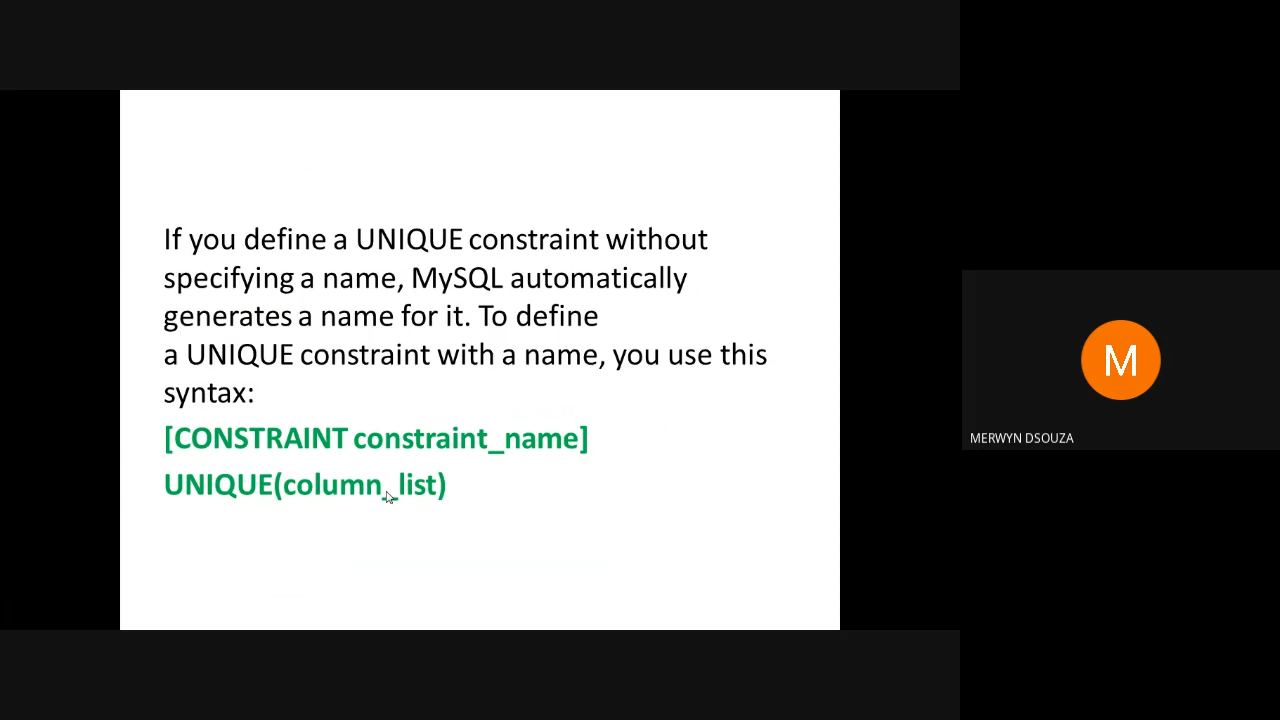 If you define a UNIQUE constraint without
specifying a name, MySQL automatically
generates a name for it. To define
a UNIQUE constraint with a name, you use this
syntax:
[CONSTRAINT constraint_name]
UNIQUE(column_list)
M
MERWYN DSOUZA